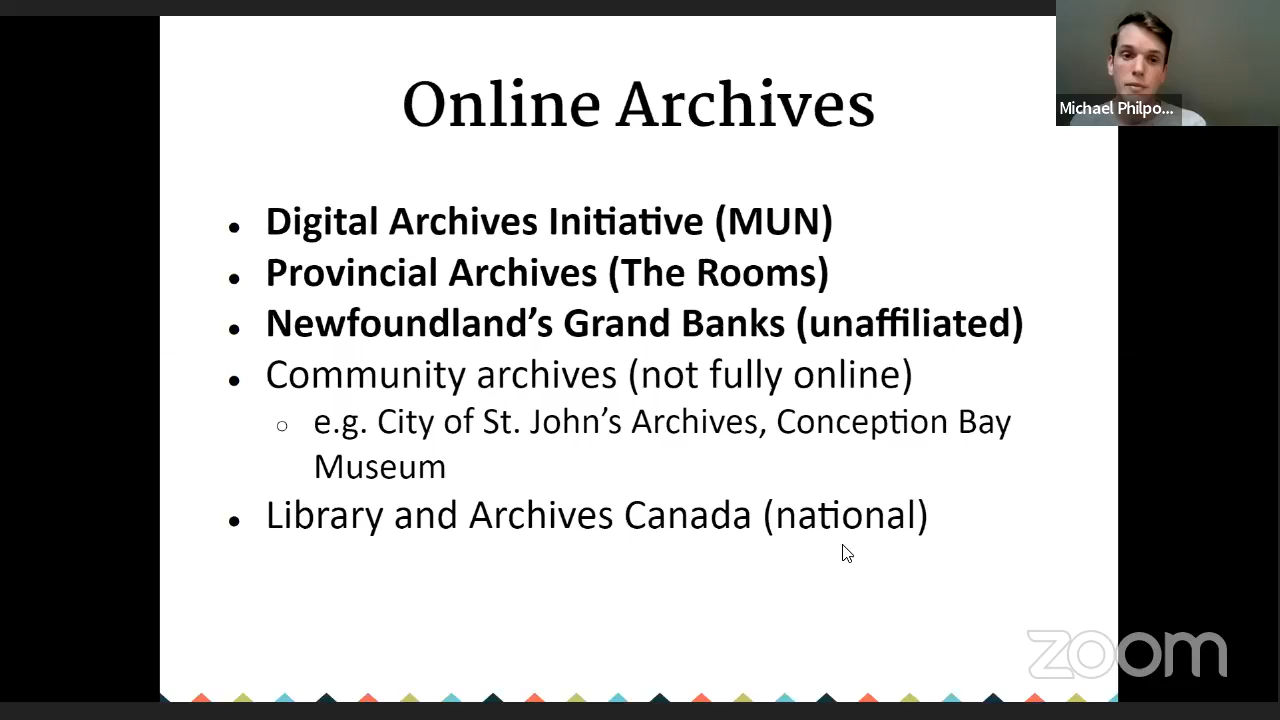 Online Archives
Michael Philpo...
• Digital Archives Initiative (MUN)
• Provincial Archives (The Rooms)
• Newfoundland’s Grand Banks (unaffiliated)
• Community archives (not fully online)
○ e.g. City of St. John’s Archives, Conception Bay
Museum
• Library and Archives Canada (national)
zoom